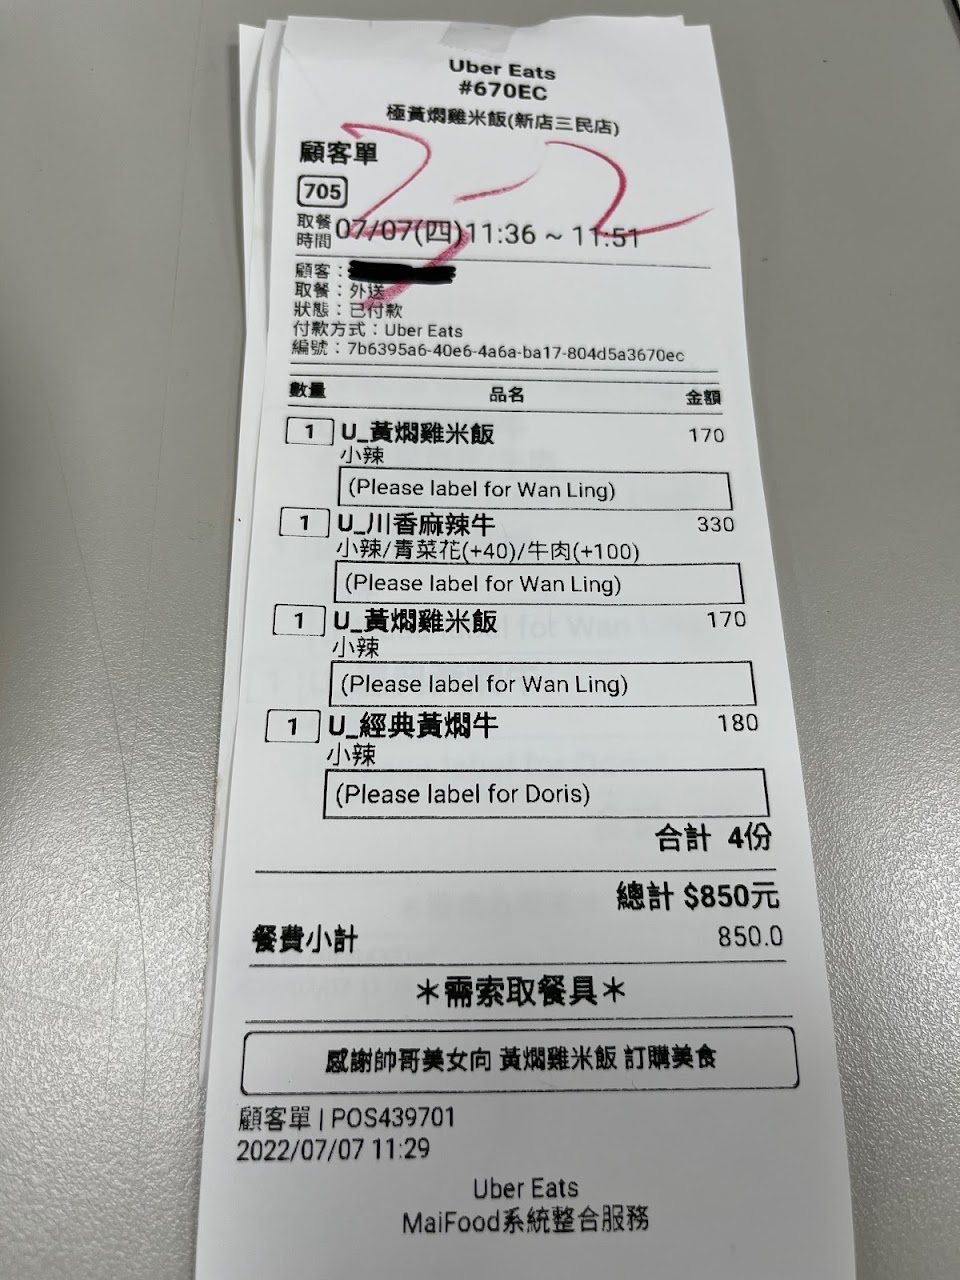 Uber Eats
#670EC
極黃燜雞米飯(新店三民店)
2-2
顧客單
705
取餐時間 07/07(四)11:36 ~ 11:51
顧客：
取餐：外送
狀態：已付款
付款方式：Uber Eats
編號：7b6395a6-40e6-4a6a-ba17-804d5a3670ec
數量 品名 金額
1 U_黃燜雞米飯 170
小辣
(Please label for Wan Ling)
1 U_川香麻辣牛 330
小辣/青菜花(+40)/牛肉(+100)
(Please label for Wan Ling)
1 U_黃燜雞米飯 170
小辣
(Please label for Wan Ling)
1 U_經典黃燜牛 180
小辣
(Please label for Doris)
合計 4份
總計 $850元
餐費小計 850.0
＊需索取餐具＊
感謝帥哥美女向 黃燜雞米飯 訂購美食
顧客單 | POS439701
2022/07/07 11:29
Uber Eats
MaiFood系統整合服務